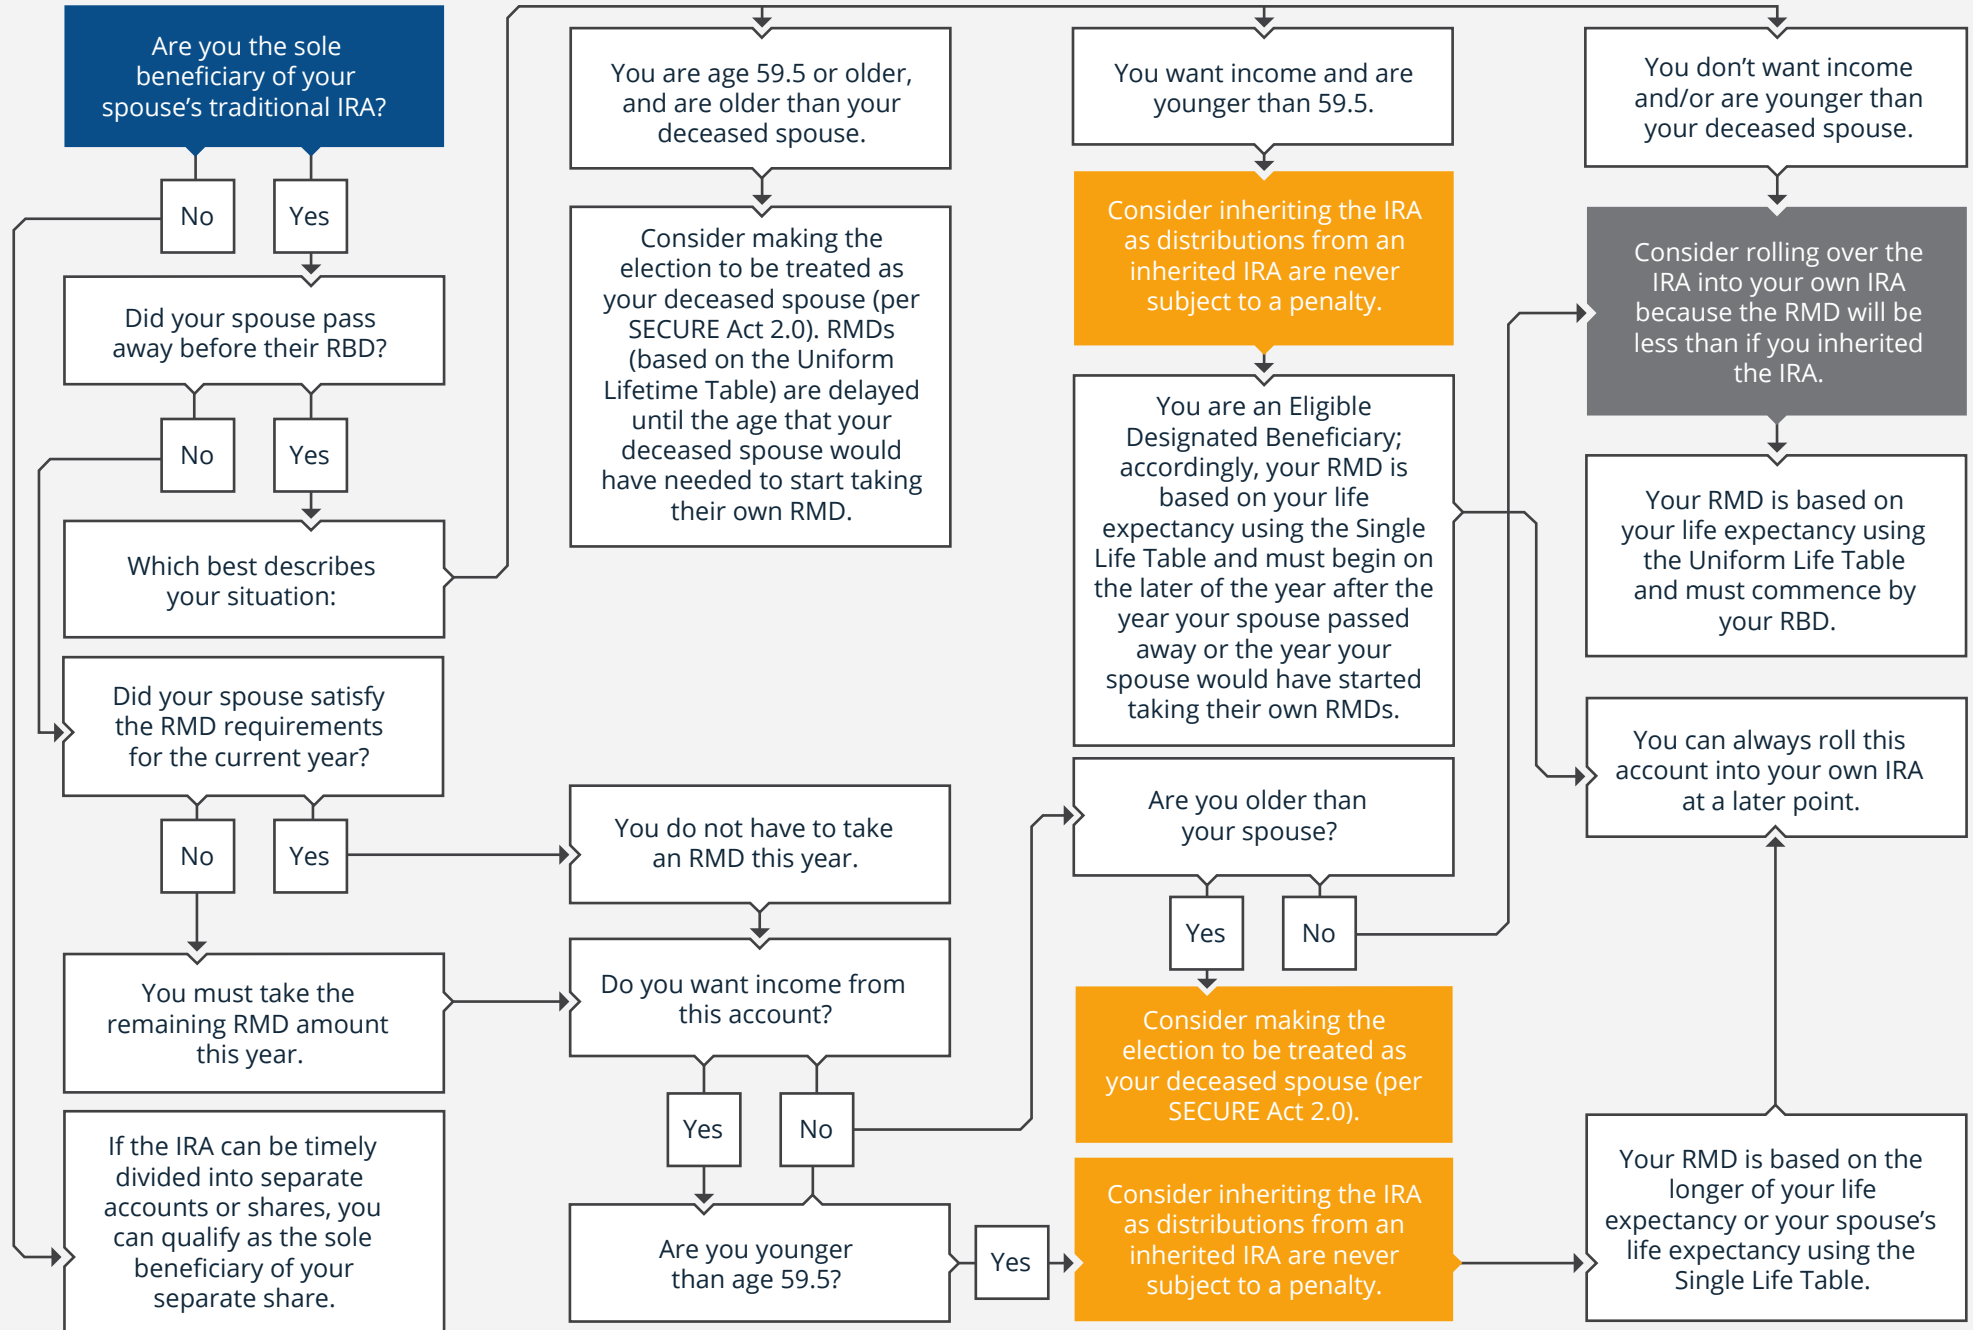 Are you the sole
beneficiary of your
spouse's traditional IRA?
No
Yes
Did your spouse pass
away before their RBD?
No
Yes
Which best describes
your situation:
Did your spouse satisfy
the RMD requirements
for the current year?
No
Yes
You must take the
remaining RMD amount
this year.
If the IRA can be timely
divided into separate
accounts or shares, you
can qualify as the sole
beneficiary of your
separate share.
You are age 59.5 or older,
and are older than your
deceased spouse.
Consider making the
election to be treated as
your deceased spouse (per
SECURE Act 2.0). RMDs
(based on the Uniform
Lifetime Table) are delayed
until the age that your
deceased spouse would
have needed to start taking
their own RMD.
You do not have to take
an RMD this year.
Do you want income from
this account?
Yes
No
Are you younger
than age 59.5?
Yes
You want income and are
younger than 59.5.
Consider inheriting the IRA
as distributions from an
inherited IRA are never
subject to a penalty.
You are an Eligible
Designated Beneficiary;
accordingly, your RMD is
based on your life
expectancy using the Single
Life Table and must begin on
the later of the year after the
year your spouse passed
away or the year your
spouse would have started
taking their own RMDs.
Are you older than
your spouse?
Yes
No
Consider making the
election to be treated as
your deceased spouse (per
SECURE Act 2.0).
Consider inheriting the IRA
as distributions from an
inherited IRA are never
subject to a penalty.
You don't want income
and/or are younger than
your deceased spouse.
Consider rolling over the
IRA into your own IRA
because the RMD will be
less than if you inherited
the IRA.
Your RMD is based on
your life expectancy using
the Uniform Life Table
and must commence by
your RBD.
You can always roll this
account into your own IRA
at a later point.
Your RMD is based on the
longer of your life
expectancy or your spouse's
life expectancy using the
Single Life Table.